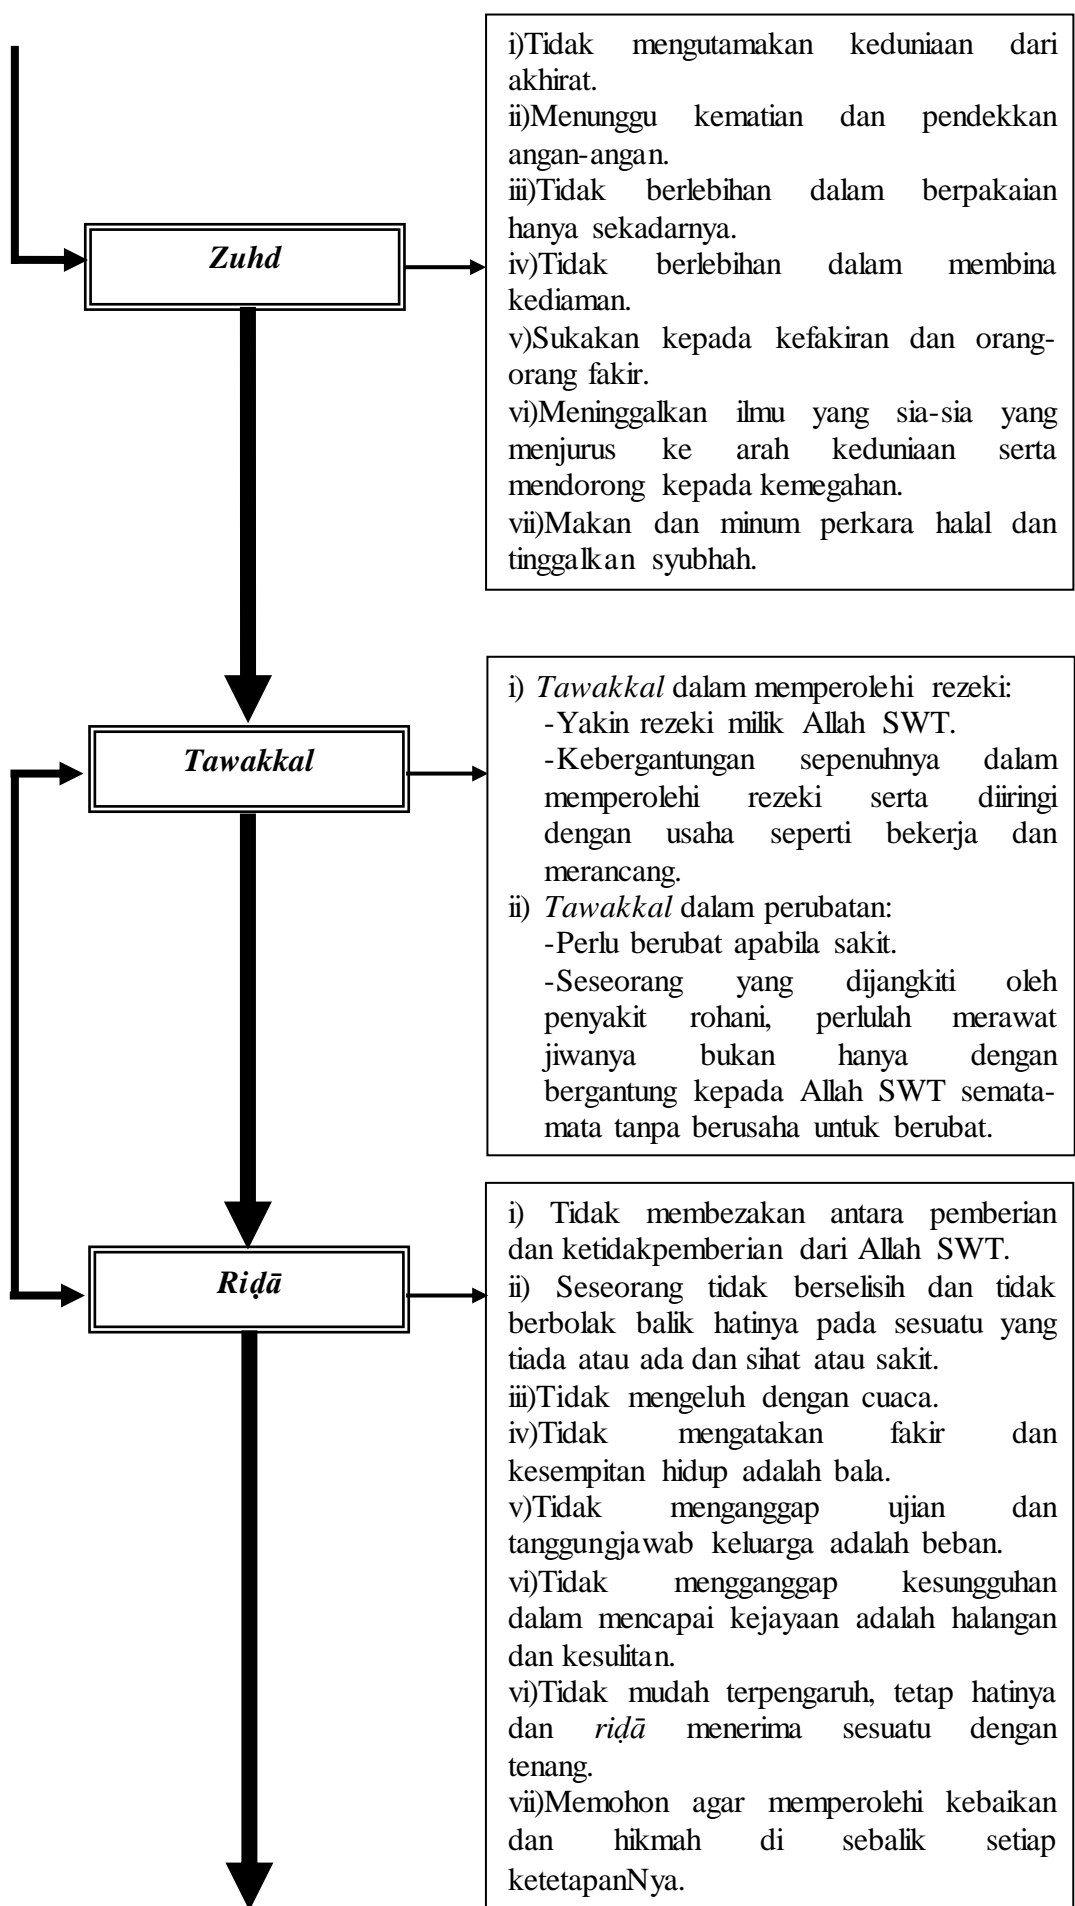 Zuhd
i)Tidak mengutamakan keduniaan dari
akhirat.
ii)Menunggu kematian dan pendekkan
angan-angan.
iii)Tidak berlebihan dalam berpakaian
hanya sekadarnya.
iv)Tidak berlebihan dalam membina
kediaman.
v)Sukakan kepada kefakiran dan orang-
orang fakir.
vi)Meninggalkan ilmu yang sia-sia yang
menjurus ke arah keduniaan serta
mendorong kepada kemegahan.
vii)Makan dan minum perkara halal dan
tinggalkan syubhah.
Tawakkal
i) Tawakkal dalam memperolehi rezeki:
-Yakin rezeki milik Allah SWT.
-Kebergantungan sepenuhnya dalam
memperolehi rezeki serta diiringi
dengan usaha seperti bekerja dan
merancang.
ii) Tawakkal dalam perubatan:
-Perlu berubat apabila sakit.
-Seseorang yang dijangkiti oleh
penyakit rohani, perlulah merawat
jiwanya bukan hanya dengan
bergantung kepada Allah SWT semata-
mata tanpa berusaha untuk berubat.
Riḍā
i) Tidak membezakan antara pemberian
dan ketidakpemberian dari Allah SWT.
ii) Seseorang tidak berselisih dan tidak
berbolak balik hatinya pada sesuatu yang
tiada atau ada dan sihat atau sakit.
iii)Tidak mengeluh dengan cuaca.
iv)Tidak mengatakan fakir dan
kesempitan hidup adalah bala.
v)Tidak menganggap ujian dan
tanggungjawab keluarga adalah beban.
vi)Tidak mengganggap kesungguhan
dalam mencapai kejayaan adalah halangan
dan kesulitan.
vi)Tidak mudah terpengaruh, tetap hatinya
dan riḍā menerima sesuatu dengan
tenang.
vii)Memohon agar memperolehi kebaikan
dan hikmah di sebalik setiap
ketetapanNya.